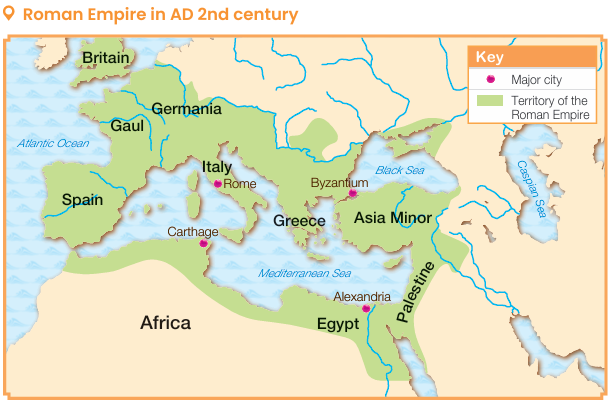 Roman Empire in AD 2nd century
Key
Major city
Territory of the
Roman Empire
Britain
Germania
Gaul
Atlantic Ocean
Italy
Rome
Spain
Byzantium
Black Sea
Caspian Sea
Asia Minor
Greece
Carthage
Mediterranean Sea
Palestine
Alexandria
Africa
Egypt